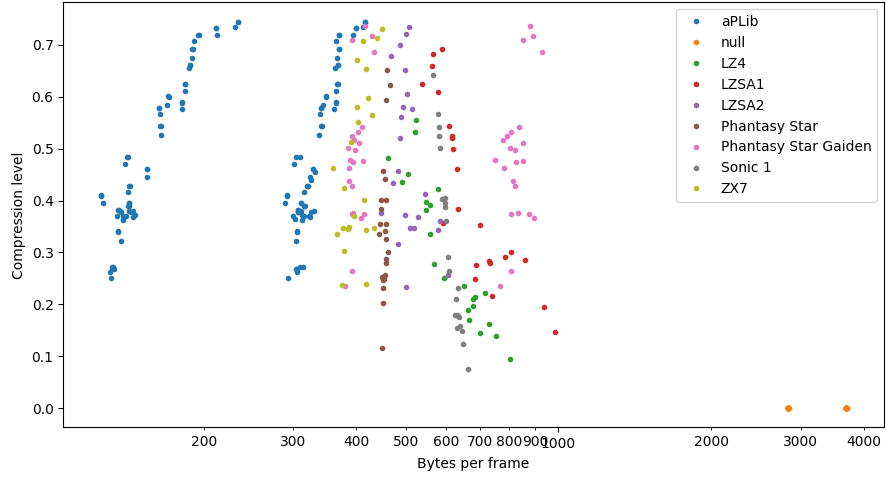 aPLib
null
LZ4
LZSA1
LZSA2
Phantasy Star
Phantasy Star Gaiden
Sonic 1
ZX7
Compression level
0.7
0.6
0.5
0.4
0.3
0.2
0.1
0.0
200 300 400 500 600 700 800 900 1000 2000 3000 4000
Bytes per frame